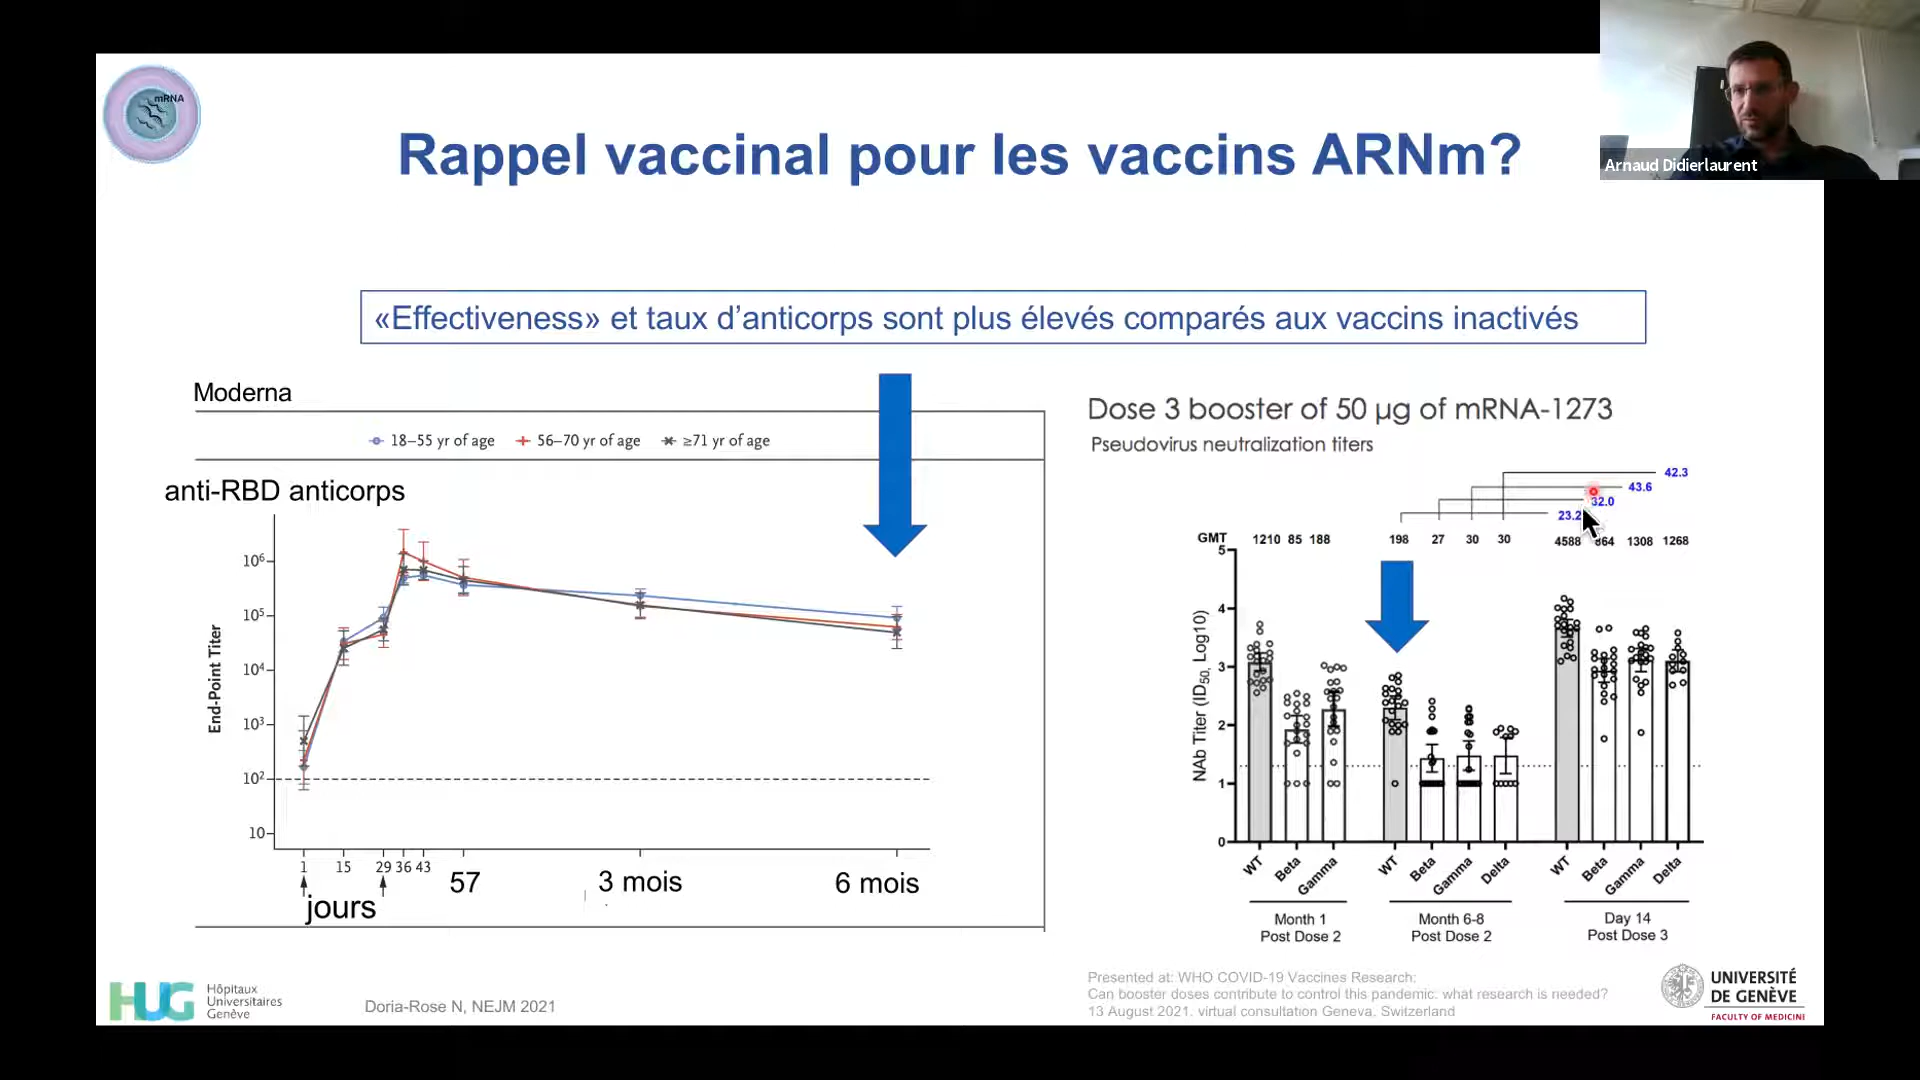 mRNA
Rappel vaccinal pour les vaccins ARNm?
Arnaud Didierlaurent
«Effectiveness» et taux d’anticorps sont plus élevés comparés aux vaccins inactivés
Moderna
18–55 yr of age
56–70 yr of age
≥71 yr of age
anti-RBD anticorps
End-Point Titer
10⁶
10⁵
10⁴
10³
10²
10
1 15 29 36 43 57 3 mois 6 mois
jours
Dose 3 booster of 50 µg of mRNA-1273
Pseudovirus neutralization titers
42.3
43.6
32.0
23.2
GMT 1210 85 188 198 27 30 30 4588 864 1308 1268
NAb Titer (ID50, Log10)
5
4
3
2
1
0
WT Beta Gamma WT Beta Gamma Delta WT Beta Gamma Delta
Month 1
Post Dose 2
Month 6-8
Post Dose 2
Day 14
Post Dose 3
HUG
Hôpitaux
Universitaires
Genève
Doria-Rose N, NEJM 2021
Presented at: WHO COVID-19 Vaccines Research:
Can booster doses contribute to control this pandemic. what research is needed?
13 August 2021. virtual consultation Geneva, Switzerland
UNIVERSITÉ
DE GENÈVE
FACULTY OF MEDICINE